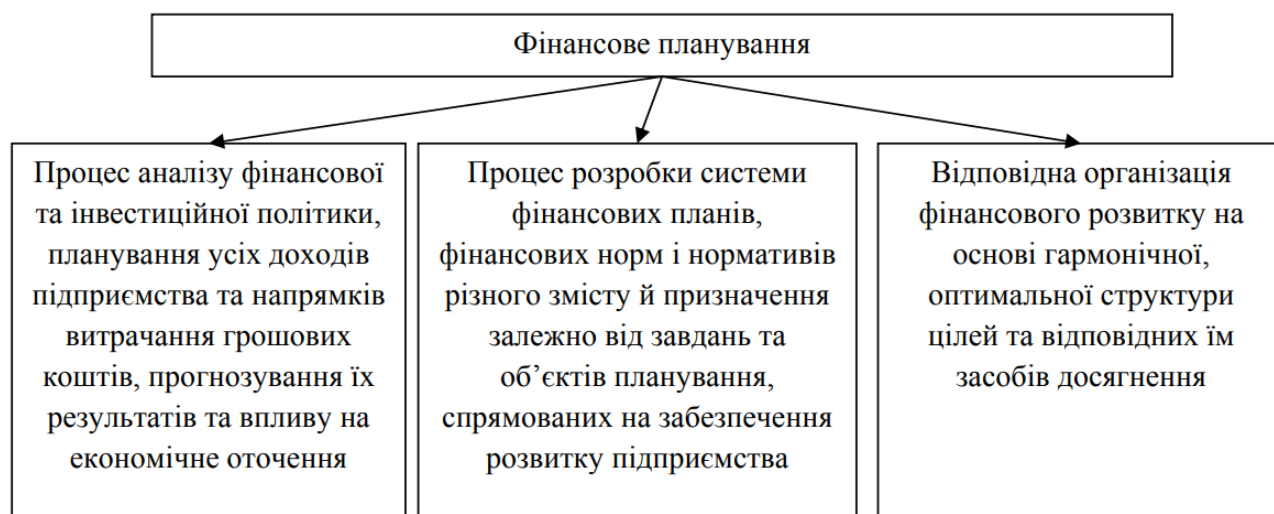 Фінансове планування
Процес аналізу фінансової
та інвестиційної політики,
планування усіх доходів
підприємства та напрямків
витрачання грошових
коштів, прогнозування їх
результатів та впливу на
економічне оточення
Процес розробки системи
фінансових планів,
фінансових норм і нормативів
різного змісту й призначення
залежно від завдань та
об’єктів планування,
спрямованих на забезпечення
розвитку підприємства
Відповідна організація
фінансового розвитку на
основі гармонічної,
оптимальної структури
цілей та відповідних їм
засобів досягнення